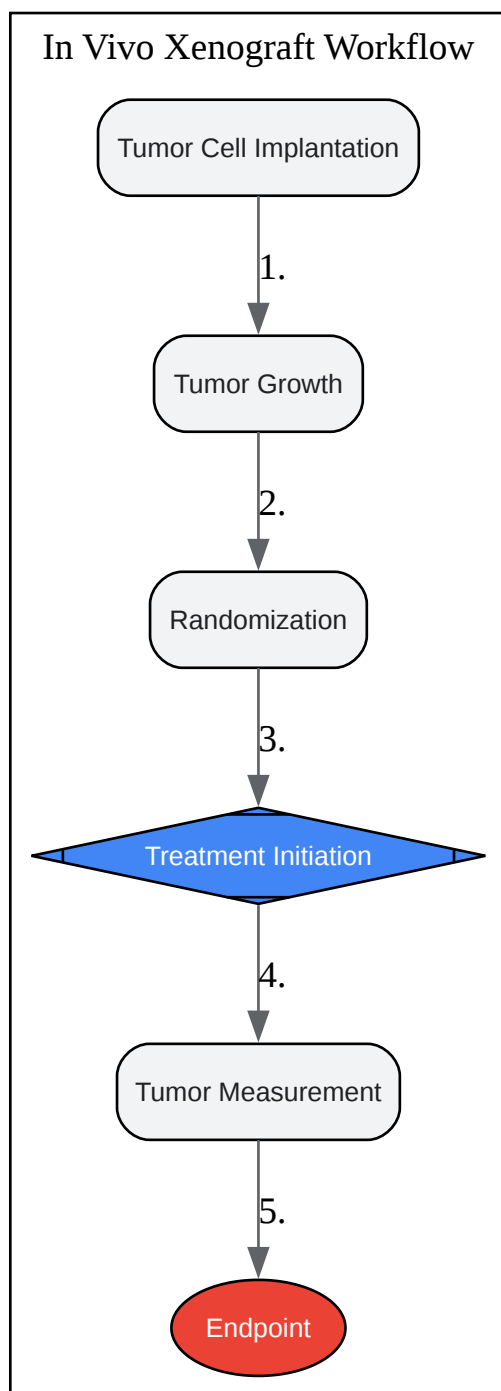 In Vivo Xenograft Workflow
Tumor Cell Implantation
1.
Tumor Growth
2.
Randomization
3.
Treatment Initiation
4.
Tumor Measurement
5.
Endpoint